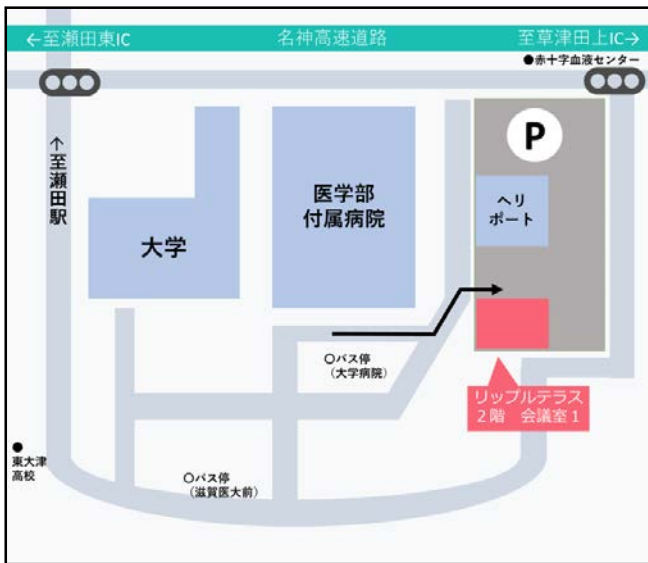 ←至瀬田東IC
名神高速道路
至草津田上IC→
●赤十字血液センター
↑至瀬田駅
P
医学部
付属病院
ヘリ
ポート
大学
○バス停
（大学病院）
リップルテラス
２階　会議室１
●
東大津
高校
○バス停
（滋賀医大前）